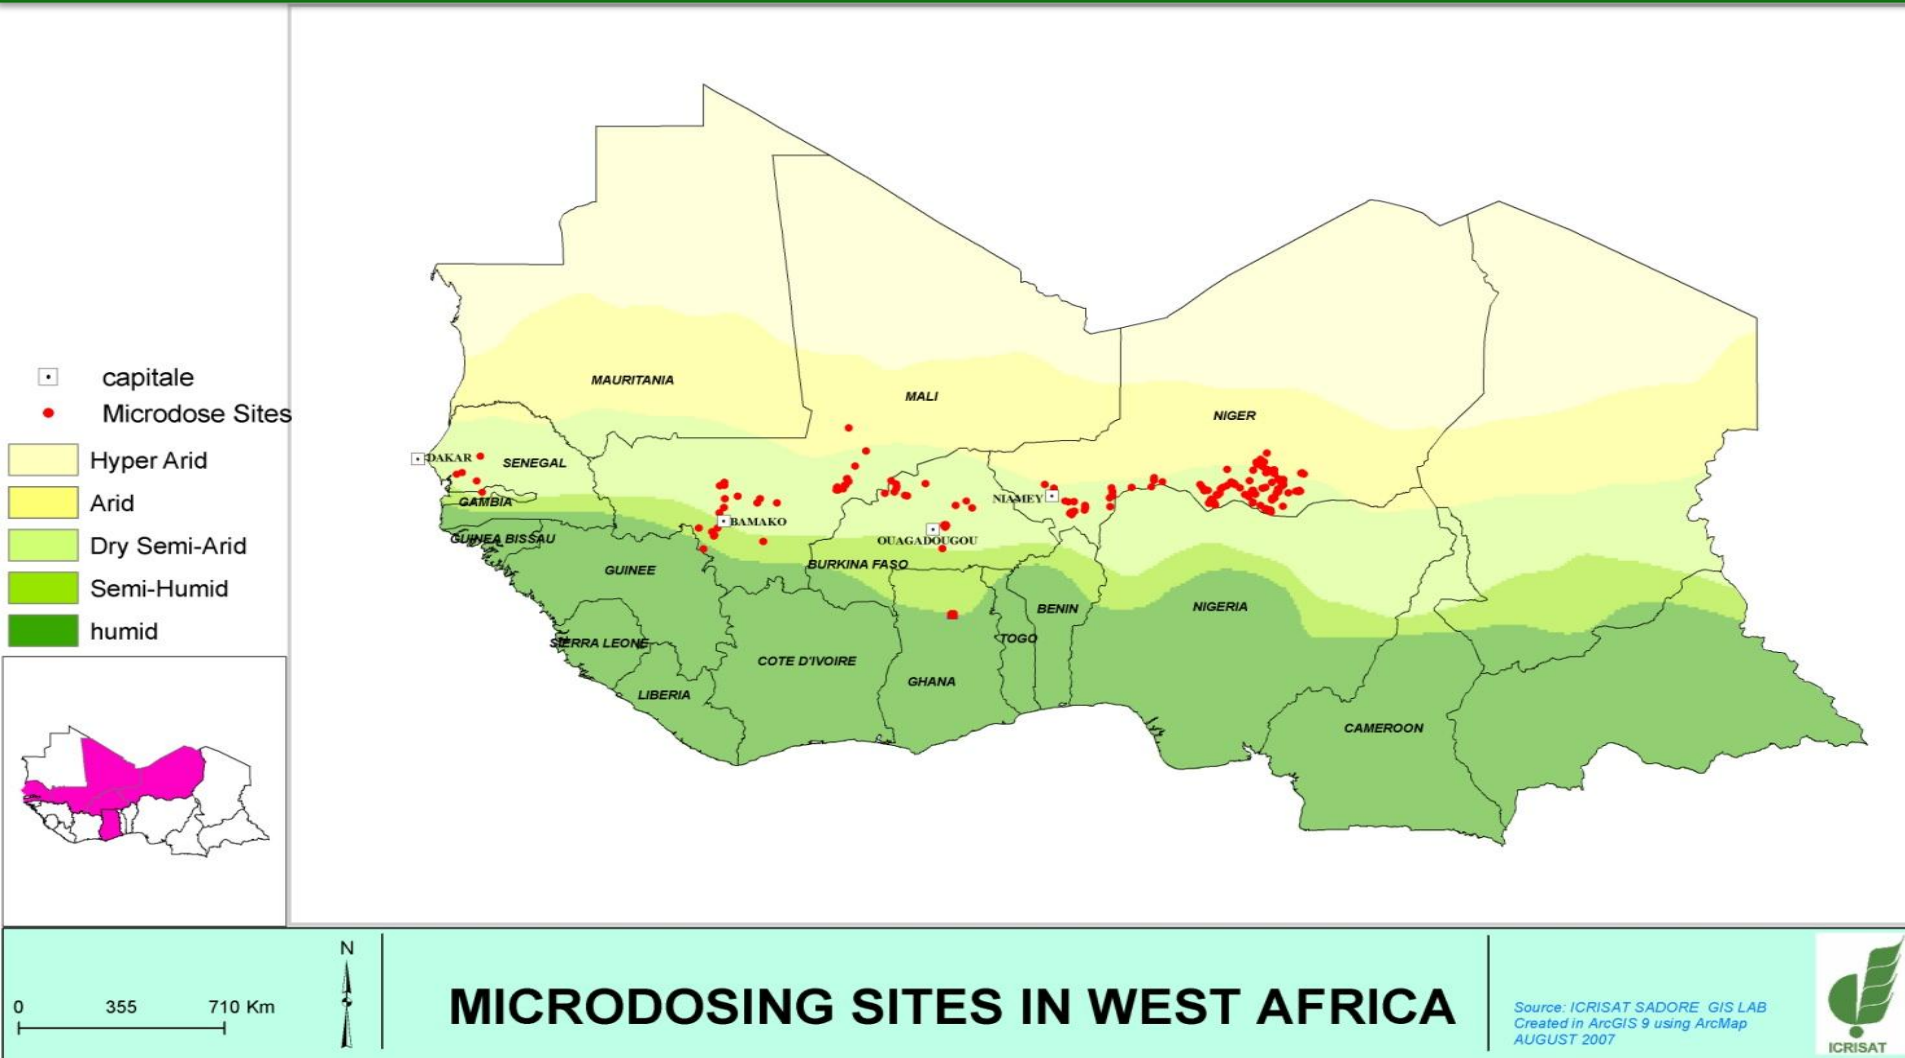 capitale
Microdose Sites
Hyper Arid
Arid
Dry Semi-Arid
Semi-Humid
humid
MAURITANIA
MALI
NIGER
DAKAR
SENEGAL
GAMBIA
NIAMEY
BAMAKO
GUINEA BISSAU
OUAGADOUGOU
BURKINA FASO
GUINEE
BENIN
NIGERIA
TOGO
SIERRA LEONE
COTE D'IVOIRE
GHANA
LIBERIA
CAMEROON
N
0 355 710 Km
MICRODOSING SITES IN WEST AFRICA
Source: ICRISAT SADORE GIS LAB
Created in ArcGIS 9 using ArcMap
AUGUST 2007
ICRISAT